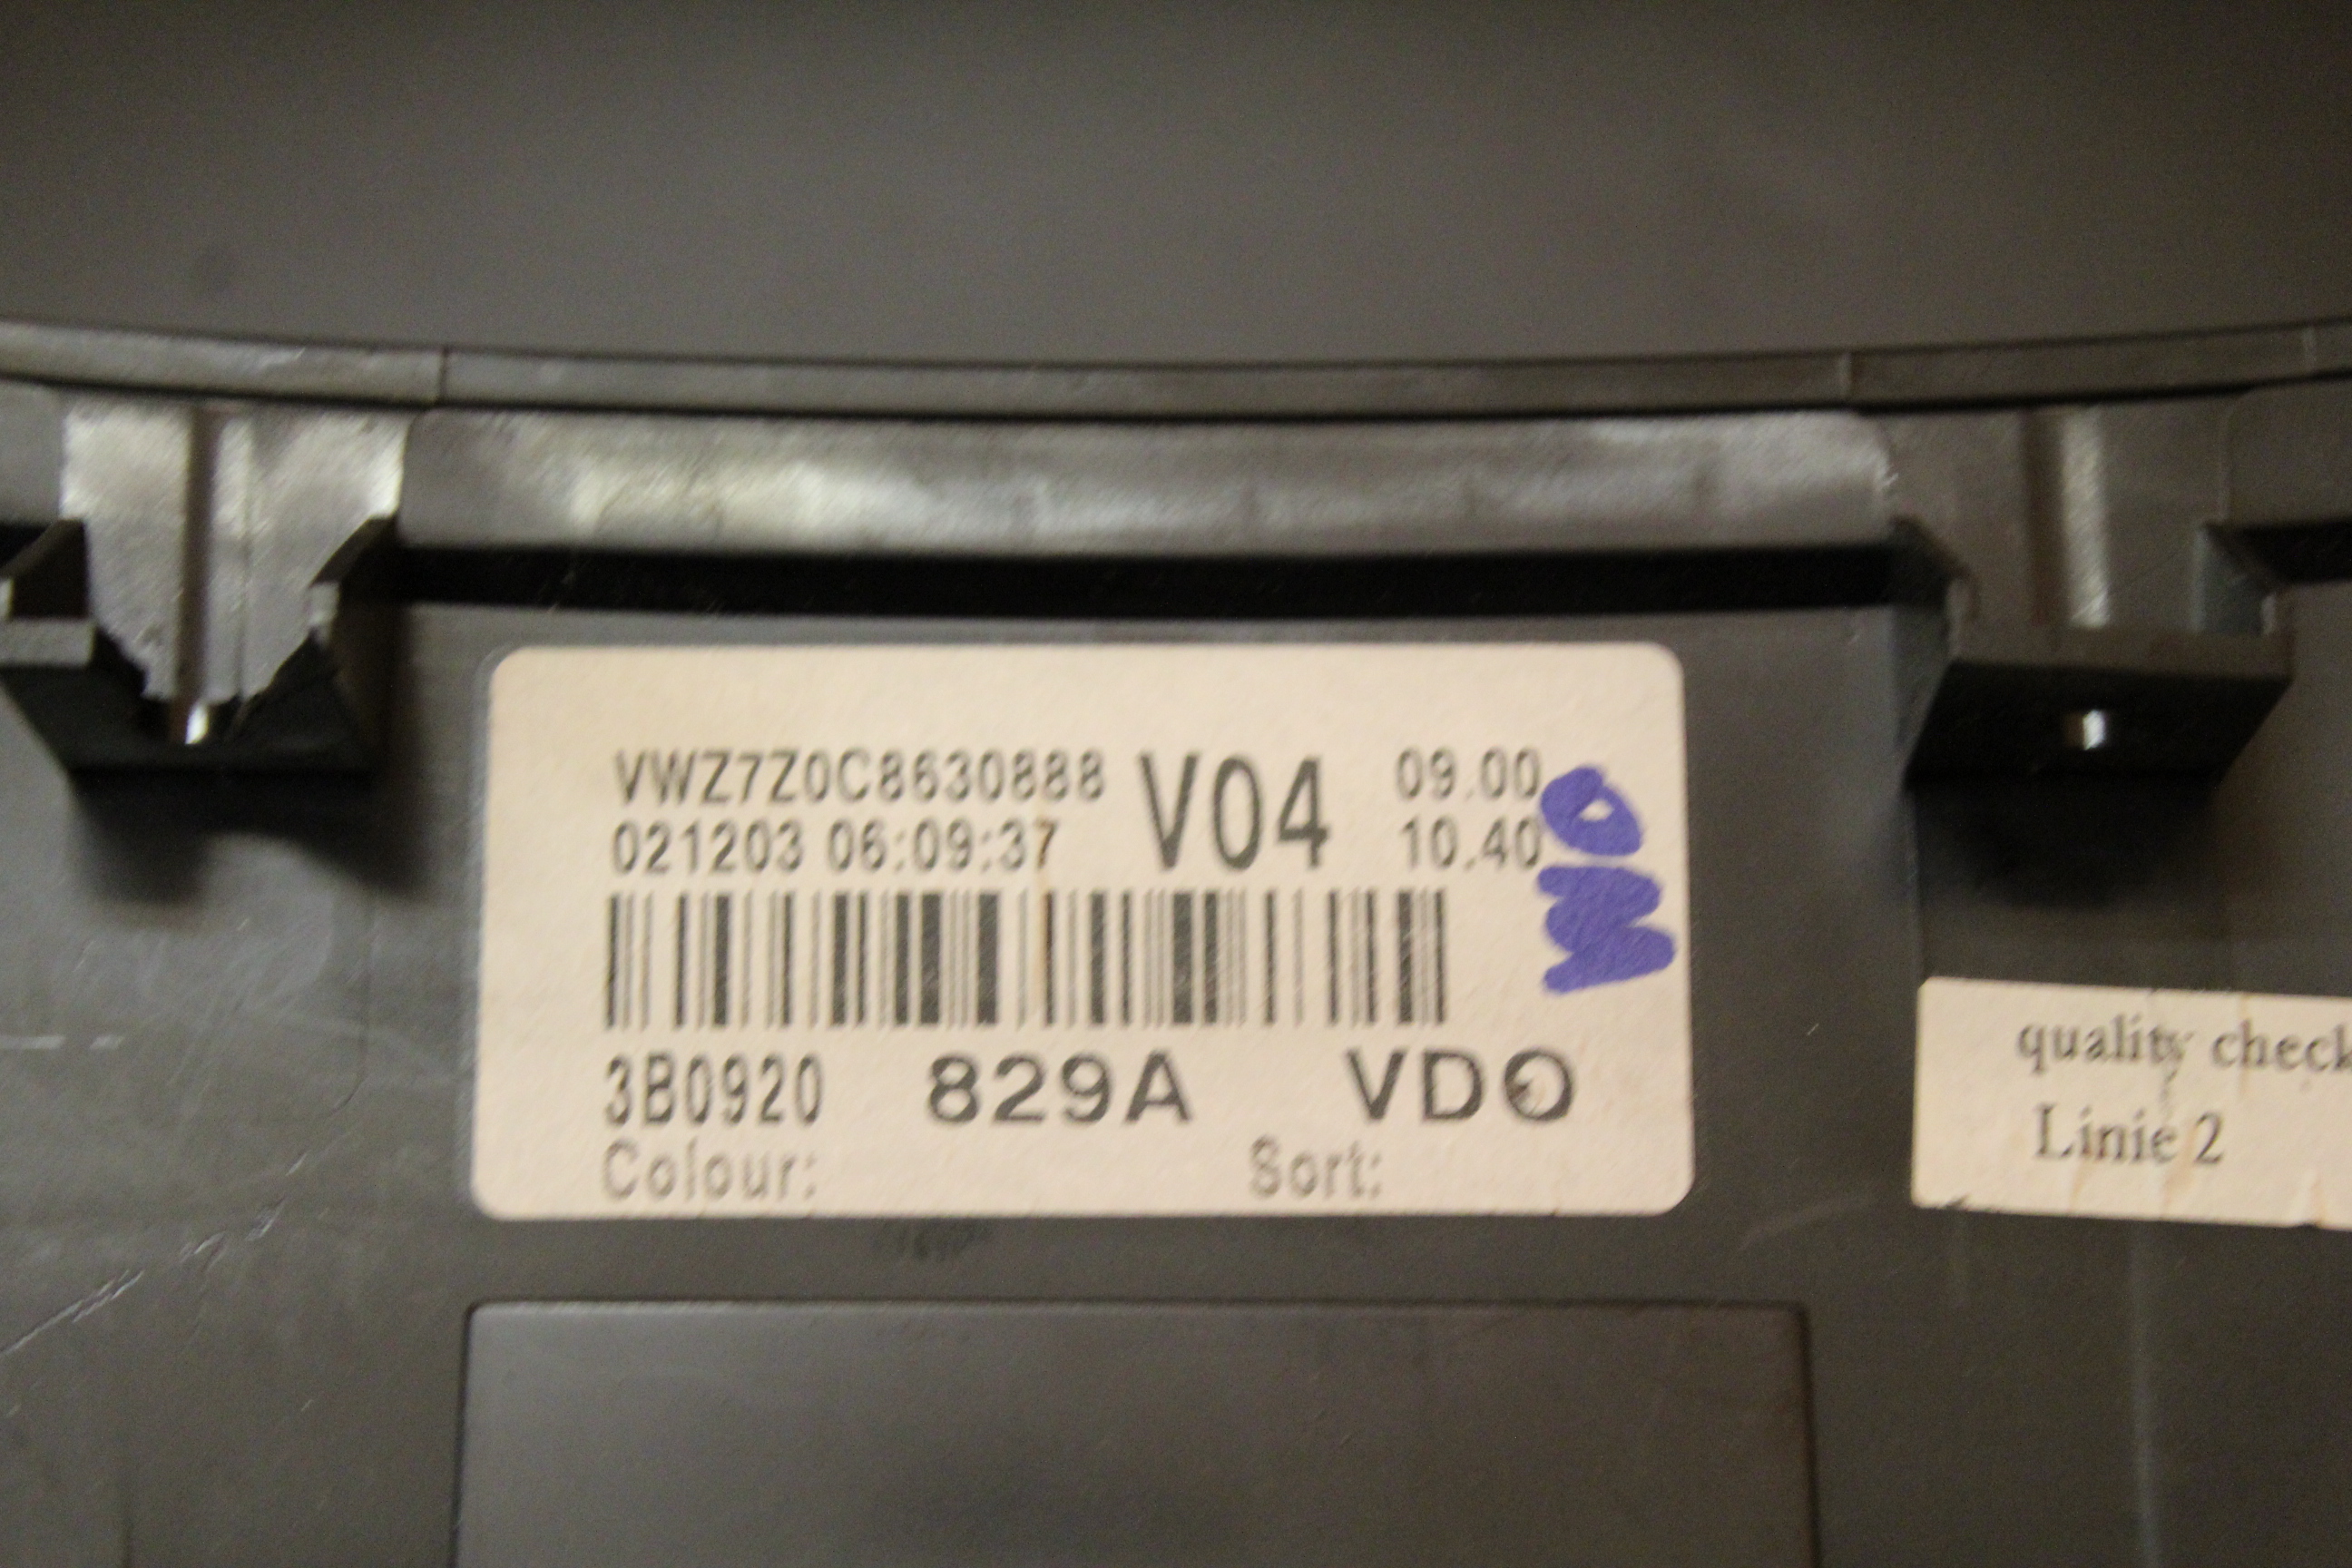 VWZ7Z0C8630888 V04 09.00
021203 06:09:37 10.40
3B0920 829A VDO
Colour: Sort:
quality check
Linie 2